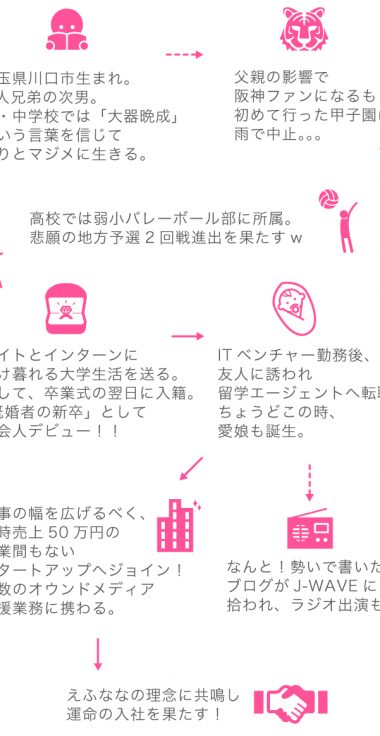 玉県川口市生まれ。
人兄弟の次男。
・中学校では「大器晩成」
いう言葉を信じて
りとマジメに生きる。
父親の影響で
阪神ファンになるも
初めて行った甲子園
雨で中止。。。
高校では弱小バレーボール部に所属。
悲願の地方予選2回戦進出を果たすw
イトとインターンに
け暮れる大学生活を送る。
して、卒業式の翌日に入籍。
既婚者の新卒」として
会人デビュー！！
ITベンチャー勤務後、
友人に誘われ
留学エージェントへ転
ちょうどこの時、
愛娘も誕生。
事の幅を広げるべく、
時売上50万円の
業間もない
タートアップへジョイン！
数のオウンドメディア
援業務に携わる。
なんと！勢いで書いた
ブログがJ-WAVEに
拾われ、ラジオ出演も
えふななの理念に共鳴し
運命の入社を果たす！